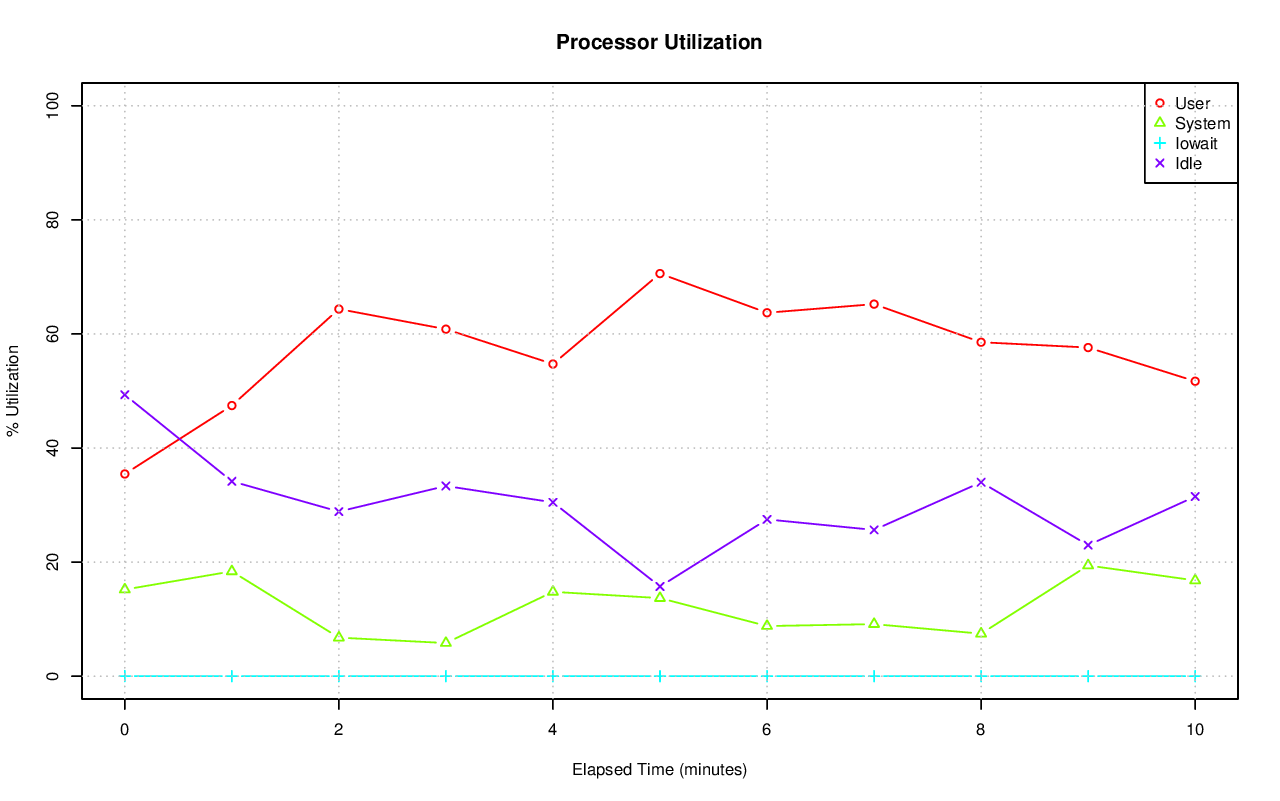 Processor Utilization
100
80
60
40
20
0
% Utilization
User
System
Iowait
Idle
0 2 4 6 8 10
Elapsed Time (minutes)